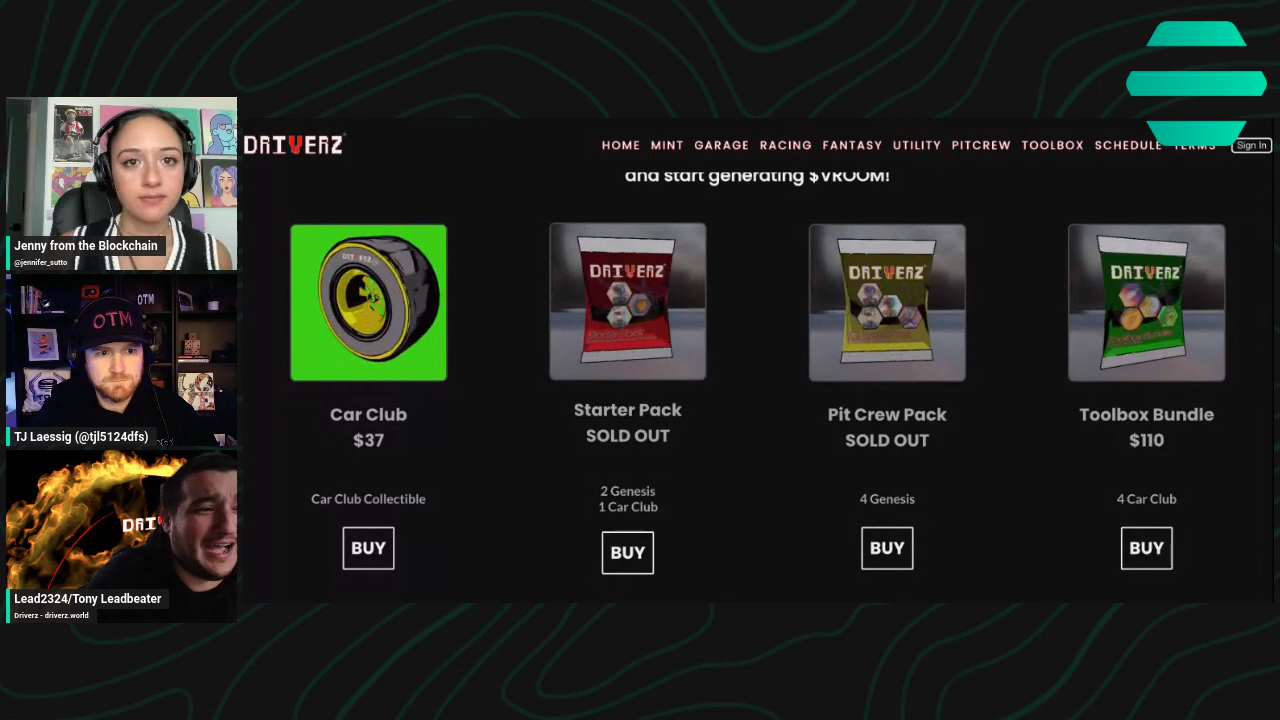 DRIVERZ
HOME MINT GARAGE RACING FANTASY UTILITY PITCREW TOOLBOX SCHEDULE TERMS Sign In
and start generating $VROOM!
DRIVERZ
DRIVERZ
DRIVERZ
Car Club
$37
Starter Pack
SOLD OUT
Pit Crew Pack
SOLD OUT
Toolbox Bundle
$110
Car Club Collectible
2 Genesis
1 Car Club
4 Genesis
4 Car Club
BUY
BUY
BUY
BUY
Jenny from the Blockchain
@jennifer_sutto
OTM
OTM
TJ Laessig (@tjl5124dfs)
Lead2324/Tony Leadbeater
Driverz - driverz.world